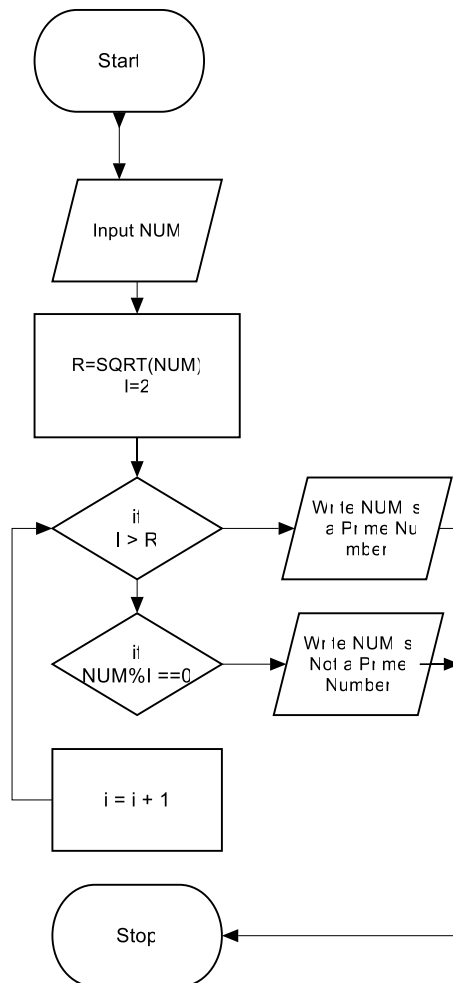 Start
Input NUM
R=SQRT(NUM)
I=2
if
I > R
Write NUM is
a Prime Nu
mber
if
NUM%I ==0
Write NUM is
Not a Prime
Number
i = i + 1
Stop